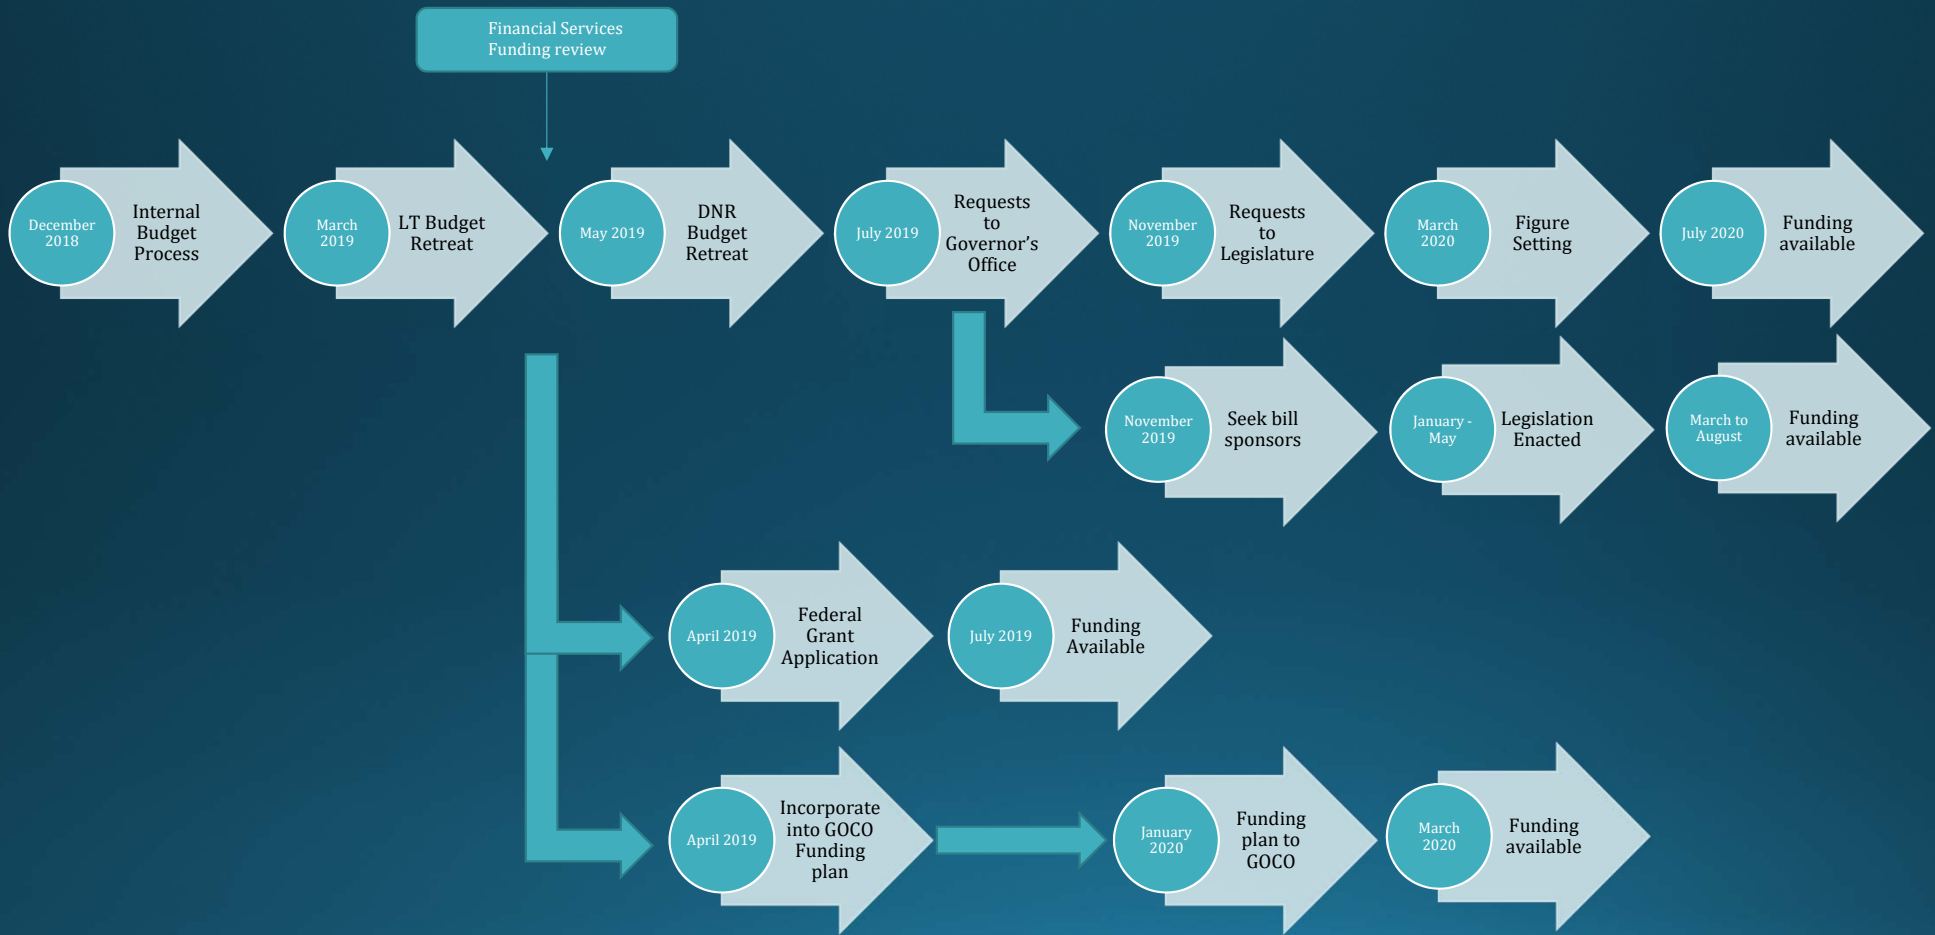 Financial Services
Funding review
December
2018
Internal
Budget
Process
March
2019
LT Budget
Retreat
May 2019
DNR
Budget
Retreat
July 2019
Requests
to
Governor’s
Office
November
2019
Requests
to
Legislature
March
2020
Figure
Setting
July 2020
Funding
available
November
2019
Seek bill
sponsors
January -
May
Legislation
Enacted
March to
August
Funding
available
April 2019
Federal
Grant
Application
July 2019
Funding
Available
April 2019
Incorporate
into GOCO
Funding
plan
January
2020
Funding
plan to
GOCO
March
2020
Funding
available